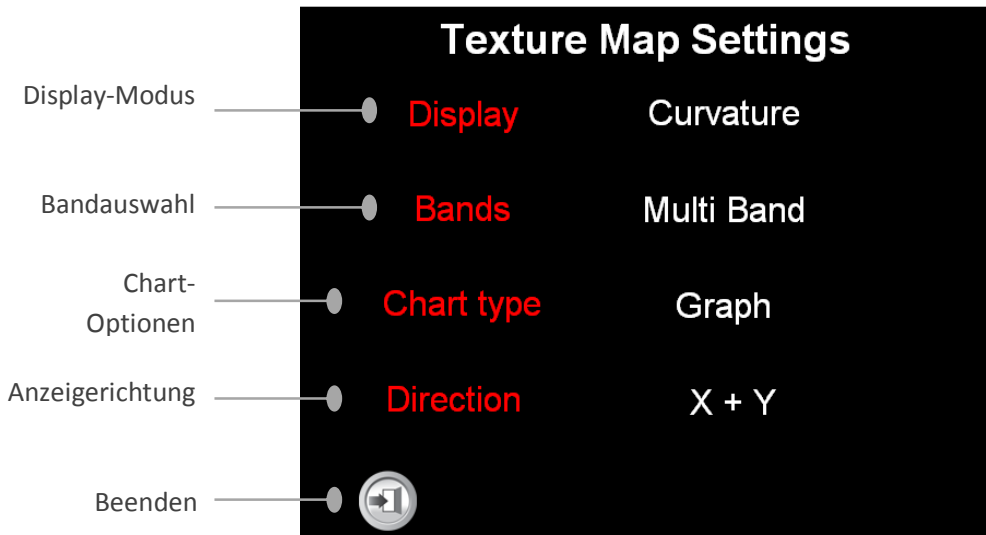 Texture Map Settings
Display-Modus
Display
Curvature
Bandauswahl
Bands
Multi Band
Chart-
Optionen
Chart type
Graph
Anzeigerichtung
Direction
X + Y
Beenden